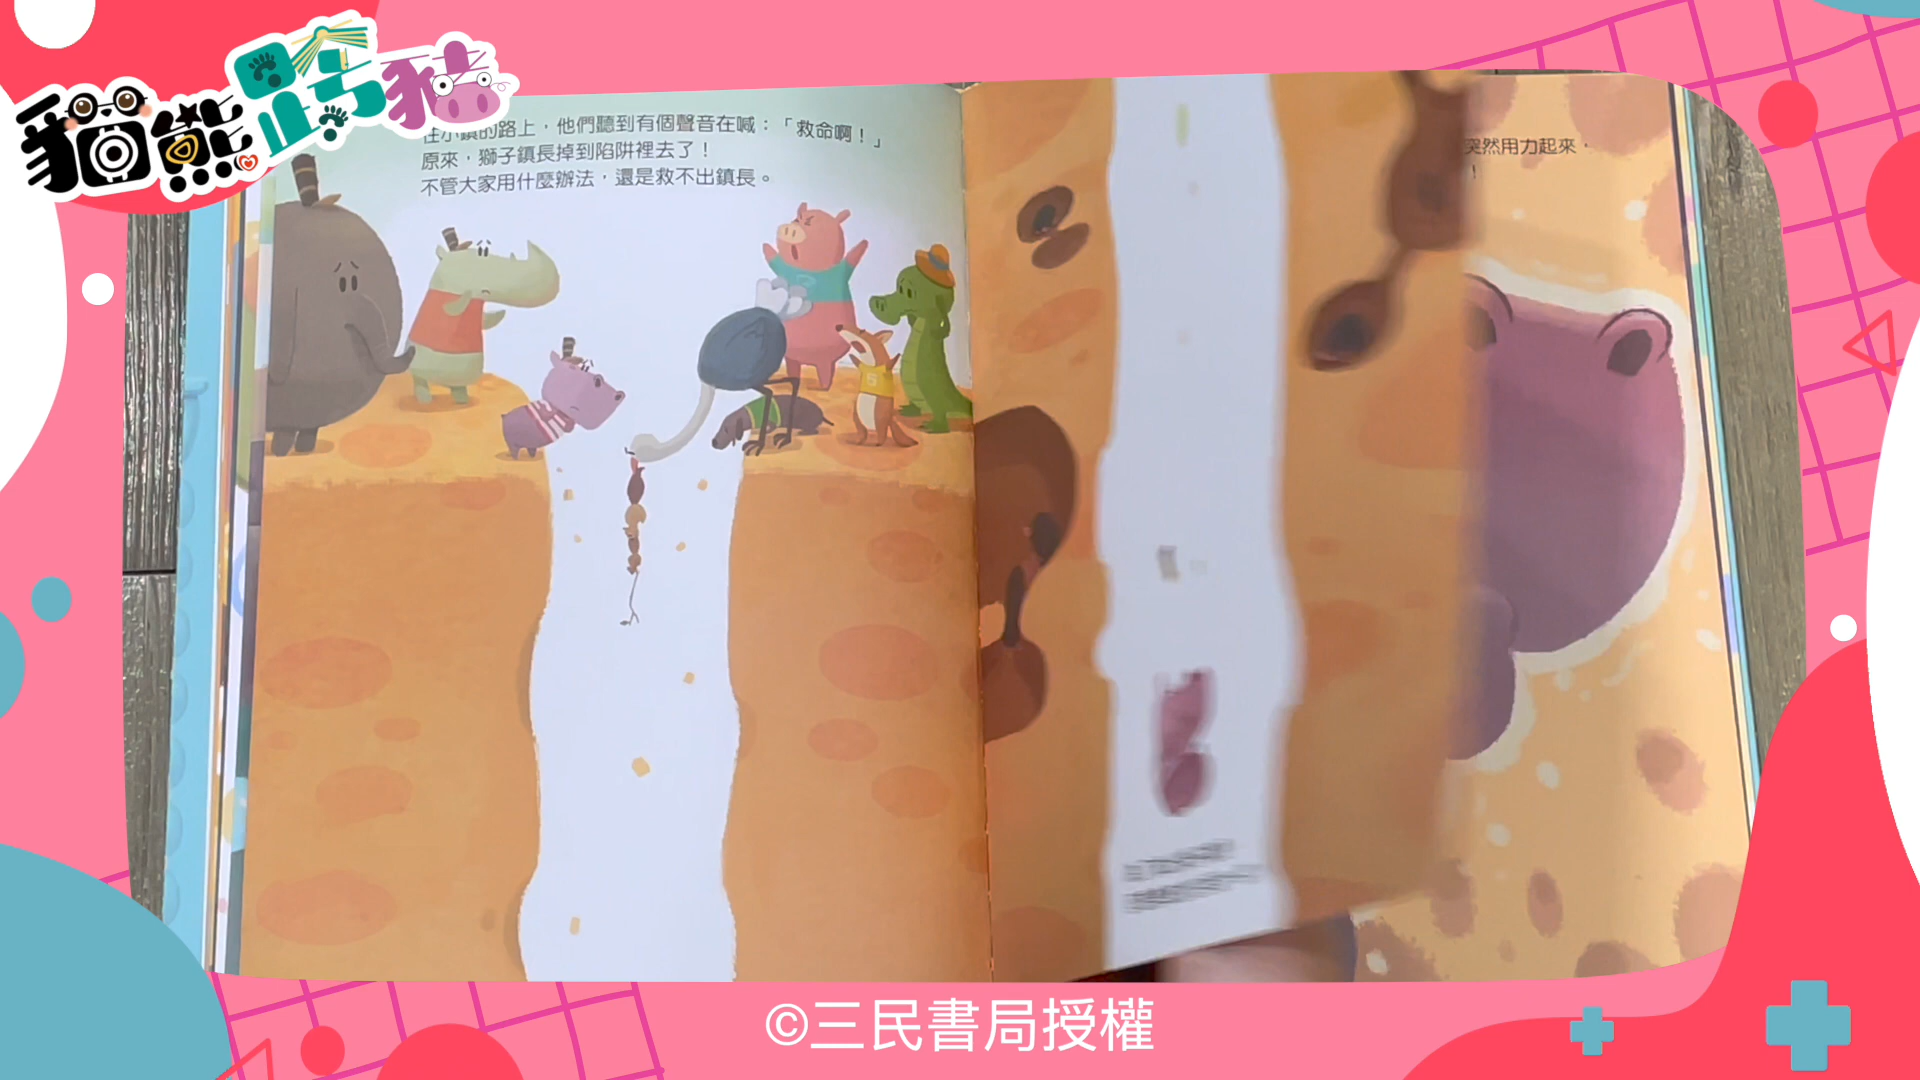 貓熊跨豬
往小鎮的路上，他們聽到有個聲音在喊：「救命啊！」
原來，獅子鎮長掉到陷阱裡去了！
不管大家用什麼辦法，還是救不出鎮長。
突然用力起來，
！
©三民書局授權